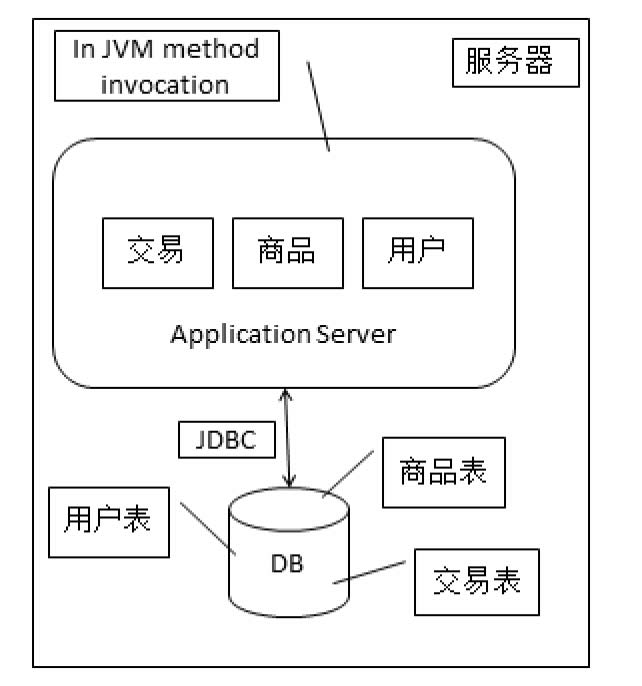 In JVM method
invocation
服务器
交易
商品
用户
Application Server
JDBC
商品表
用户表
DB
交易表